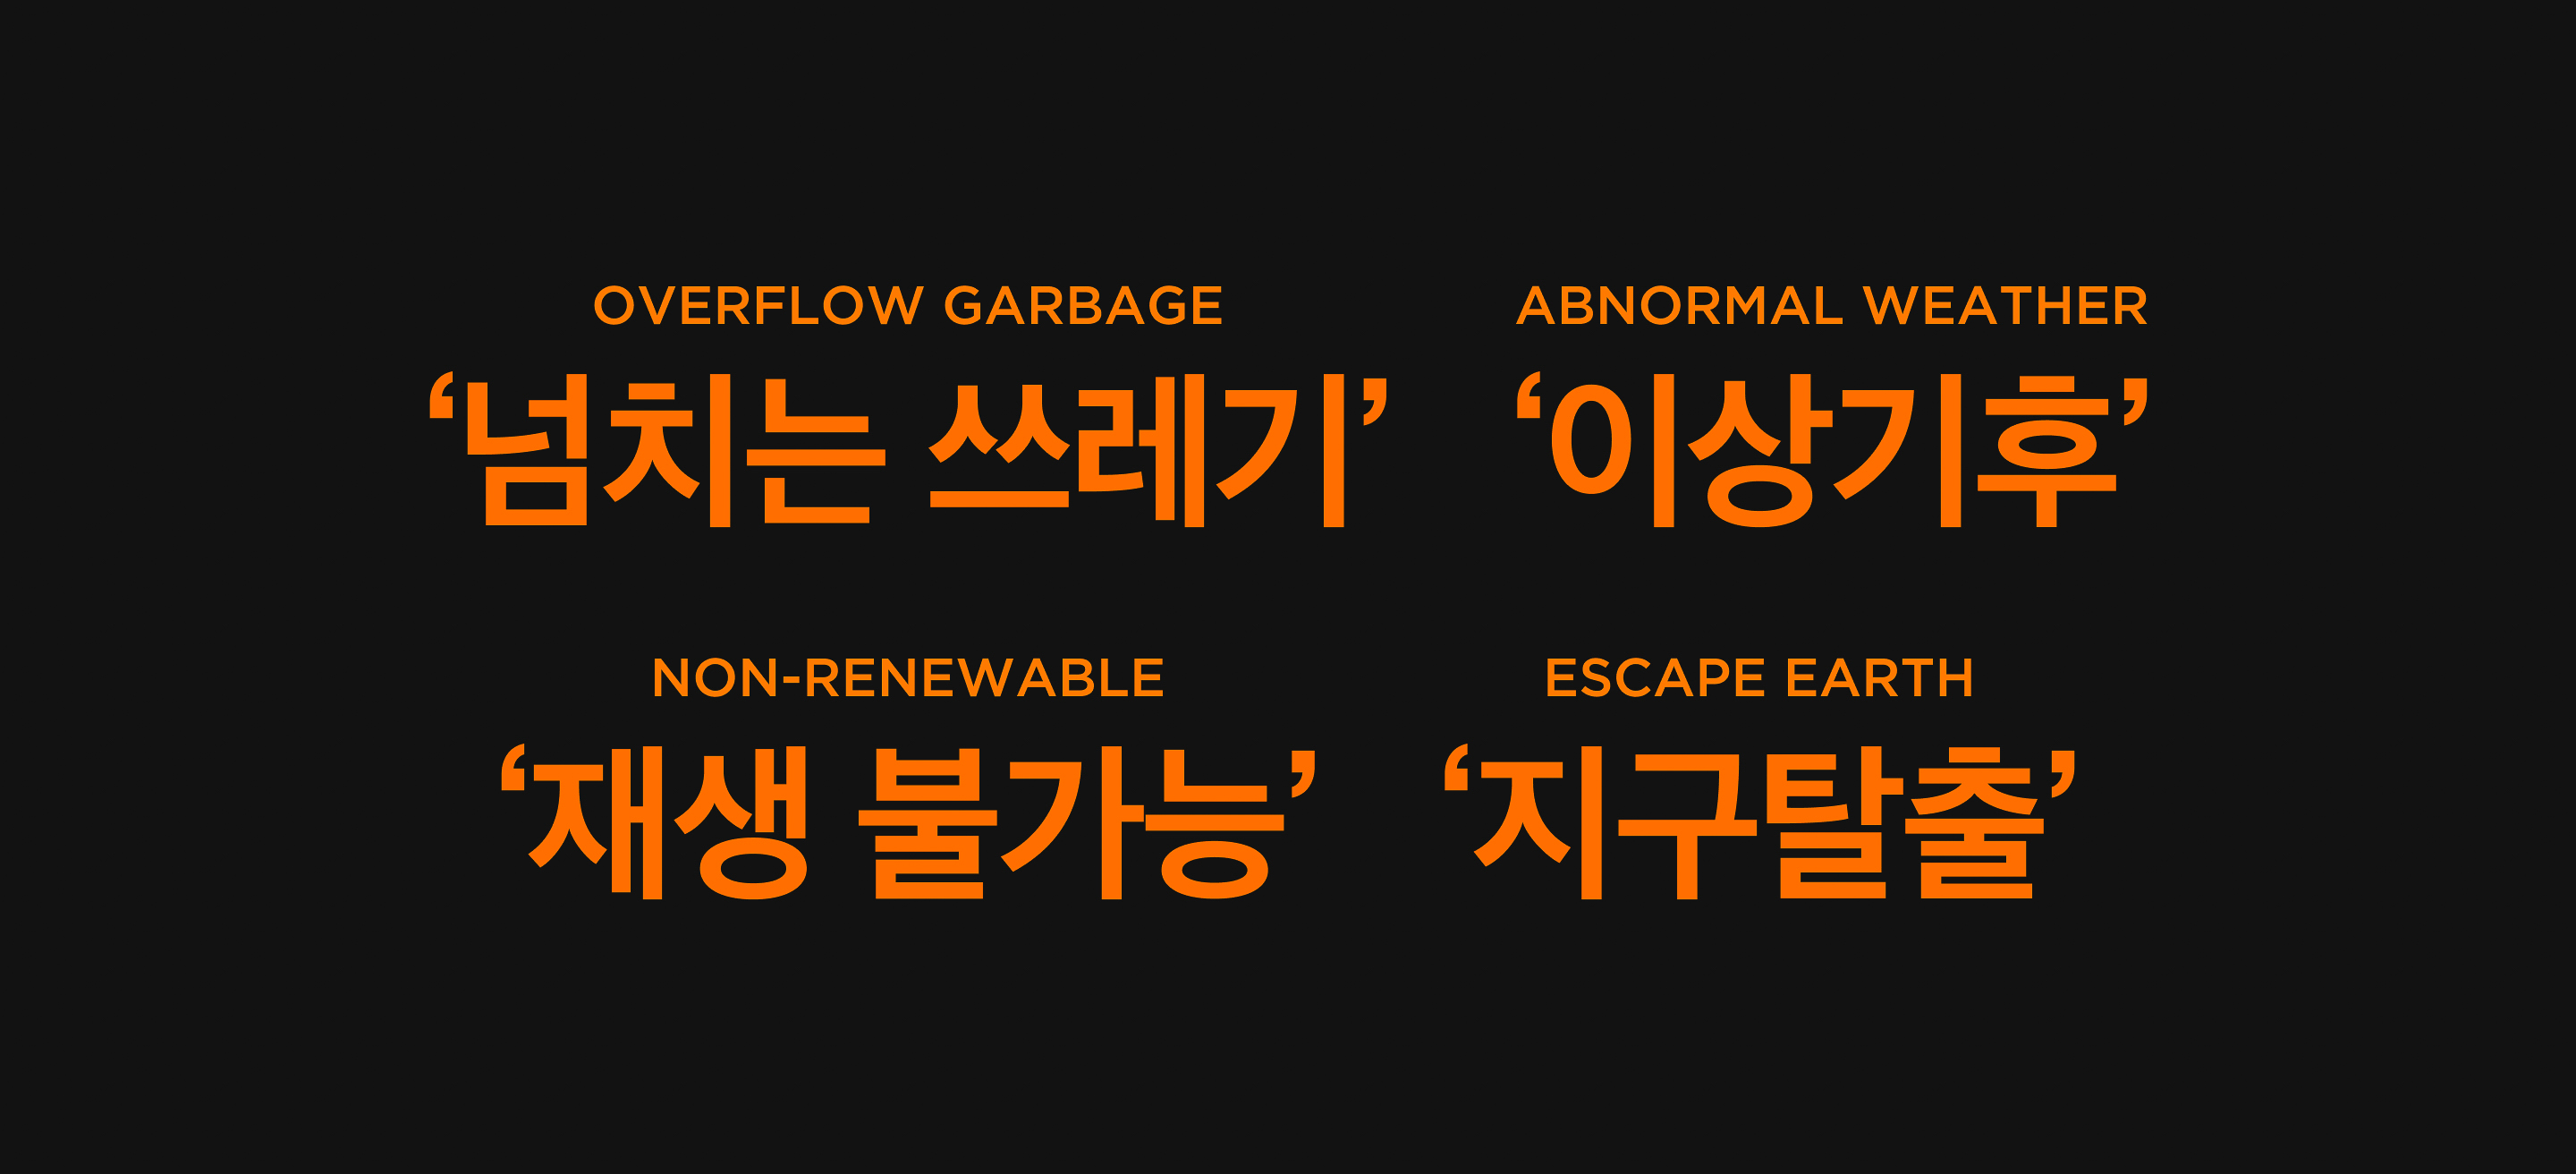 OVERFLOW GARBAGE
‘넘치는 쓰레기’
ABNORMAL WEATHER
‘이상기후’
NON-RENEWABLE
‘재생 불가능’
ESCAPE EARTH
‘지구탈출’